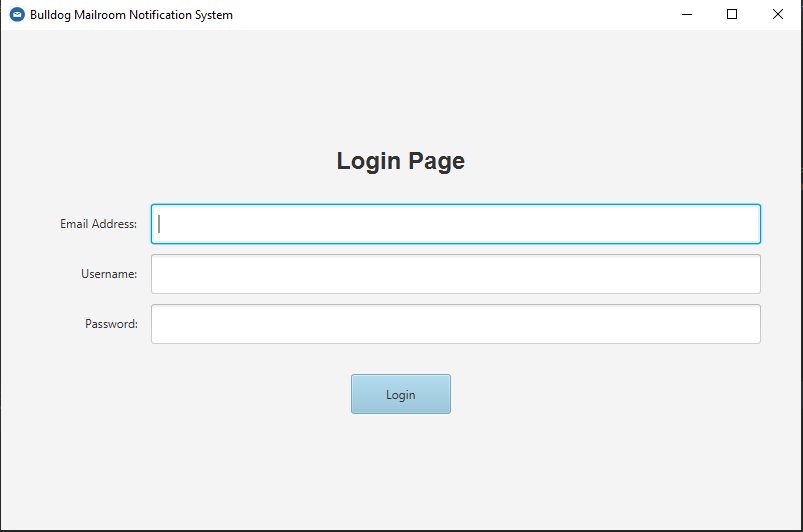 Bulldog Mailroom Notification System
Login Page
Email Address:
Username:
Password:
Login